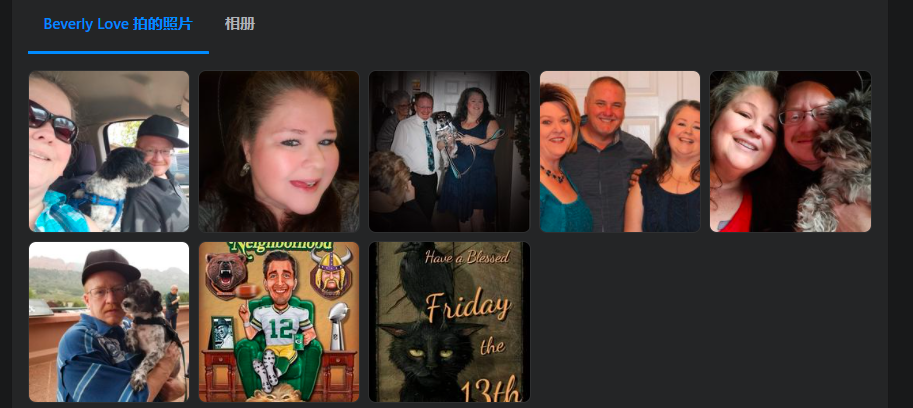 Beverly Love 拍的照片
相册
Neighborhood
12
Have a Blessed
Friday
the
13th